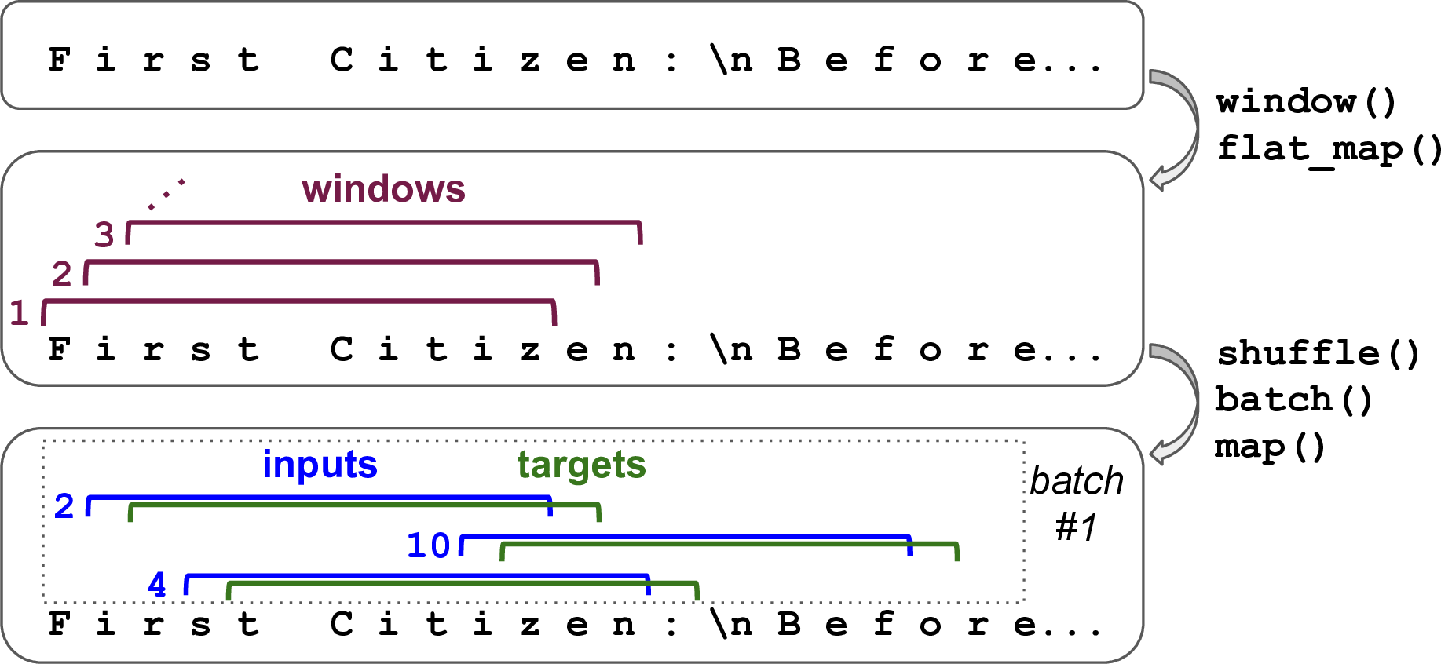 F i r s t   C i t i z e n : \n B e f o r e...
window()
flat_map()
windows
3
2
1
F i r s t   C i t i z e n : \n B e f o r e...
shuffle()
batch()
map()
inputs targets
batch
#1
2
10
4
F i r s t   C i t i z e n : \n B e f o r e...